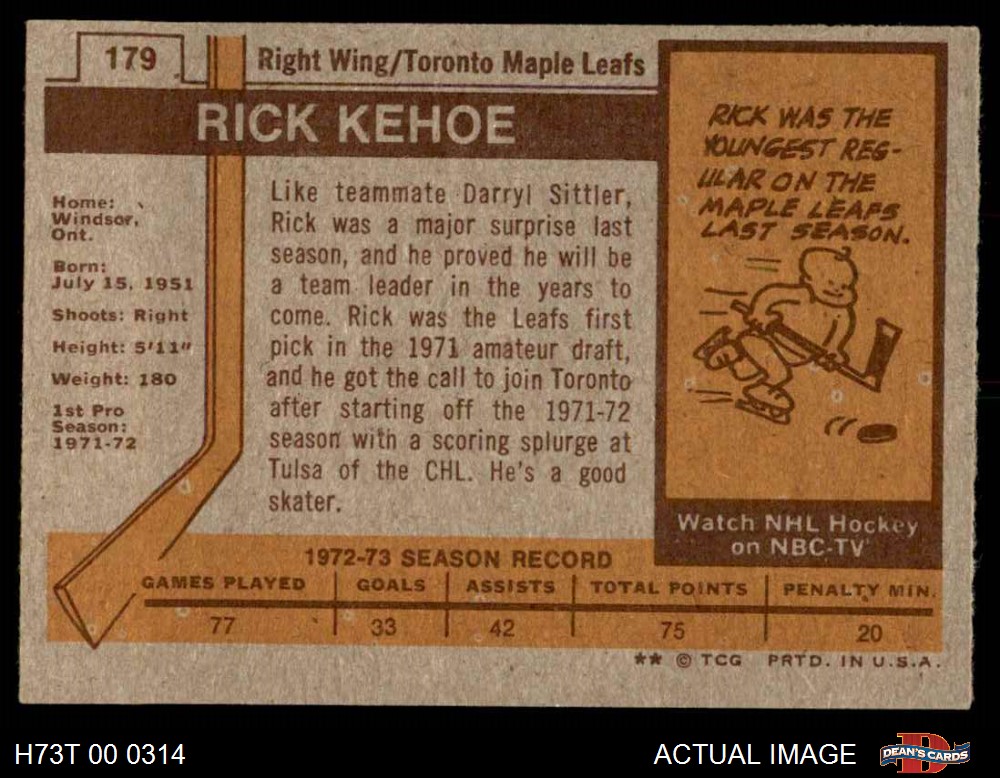 179
Right Wing/Toronto Maple Leafs
RICK KEHOE
Home:
Windsor,
Ont.
Born:
July 15, 1951
Shoots: Right
Height: 5'11"
Weight: 180
1st Pro
Season:
1971-72
Like teammate Darryl Sittler,
Rick was a major surprise last
season, and he proved he will be
a team leader in the years to
come. Rick was the Leafs first
pick in the 1971 amateur draft,
and he got the call to join Toronto
after starting off the 1971-72
season with a scoring splurge at
Tulsa of the CHL. He's a good
skater.
RICK WAS THE
YOUNGEST REG-
ULAR ON THE
MAPLE LEAFS
LAST SEASON.
Watch NHL Hockey
on NBC-TV
1972-73 SEASON RECORD
GAMES PLAYED GOALS ASSISTS TOTAL POINTS PENALTY MIN.
77 33 42 75 20
** © TCG PRTD. IN U.S.A.
H73T 00 0314
ACTUAL IMAGE
D
DEAN'S CARDS